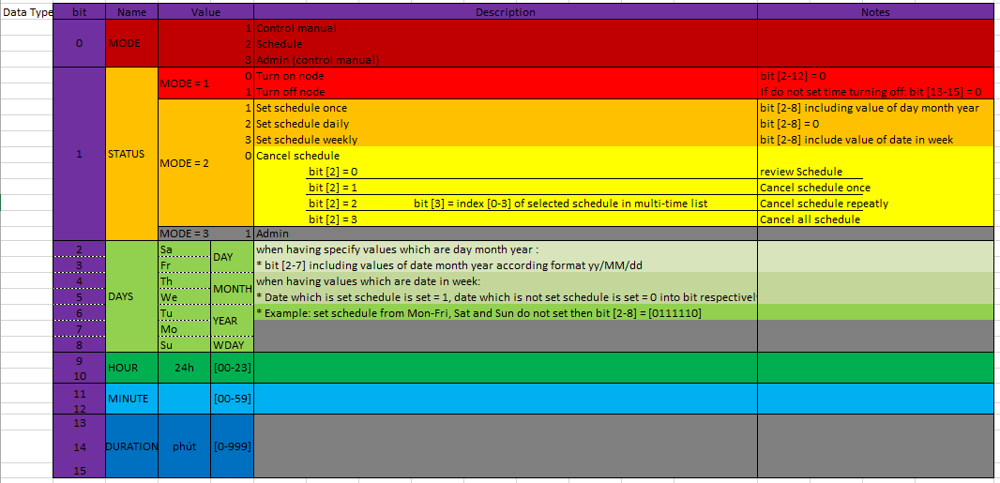 Data Type bit Name Value Description Notes
0 MODE 1 Control manual
2 Schedule
3 Admin (control manual)
1 STATUS MODE = 1 0 Turn on node bit [2-12] = 0
1 Turn off node If do not set time turning off: bit [13-15] = 0
MODE = 2 1 Set schedule once bit [2-8] including value of day month year
2 Set schedule daily bit [2-8] = 0
3 Set schedule weekly bit [2-8] include value of date in week
0 Cancel schedule
bit [2] = 0 review Schedule
bit [2] = 1 Cancel schedule once
bit [2] = 2 bit [3] = index [0-3] of selected schedule in multi-time list Cancel schedule repeatly
bit [2] = 3 Cancel all schedule
MODE = 3 1 Admin
2 DAYS Sa DAY when having specify values which are day month year :
3 Fr * bit [2-7] including values of date month year according format yy/MM/dd
4 Th MONTH when having values which are date in week:
5 We * Date which is set schedule is set = 1, date which is not set schedule is set = 0 into bit respectivel
6 Tu YEAR * Example: set schedule from Mon-Fri, Sat and Sun do not set then bit [2-8] = [0111110]
7 Mo
8 Su WDAY
9 HOUR 24h [00-23]
10
11 MINUTE [00-59]
12
13
14 DURATION phút [0-999]
15